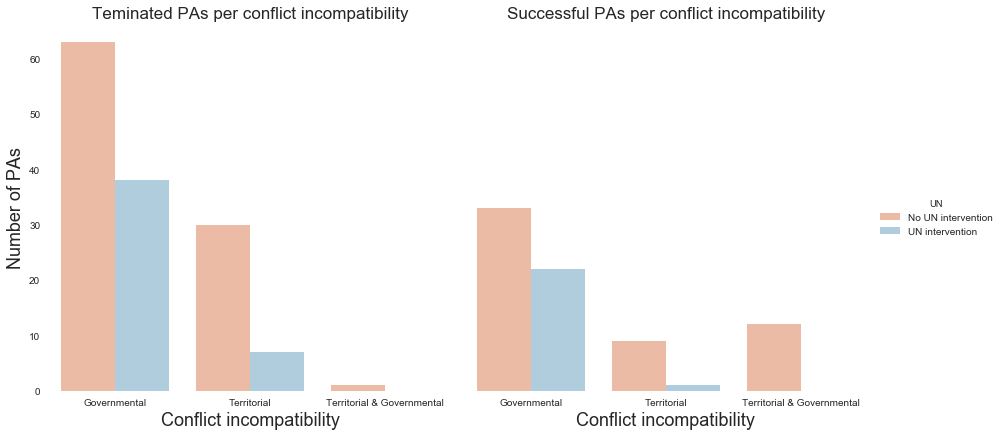 Teminated PAs per conflict incompatibility
Successful PAs per conflict incompatibility
Number of PAs
60
50
40
30
20
10
0
Governmental
Territorial
Territorial & Governmental
Conflict incompatibility
Governmental
Territorial
Territorial & Governmental
Conflict incompatibility
UN
No UN intervention
UN intervention